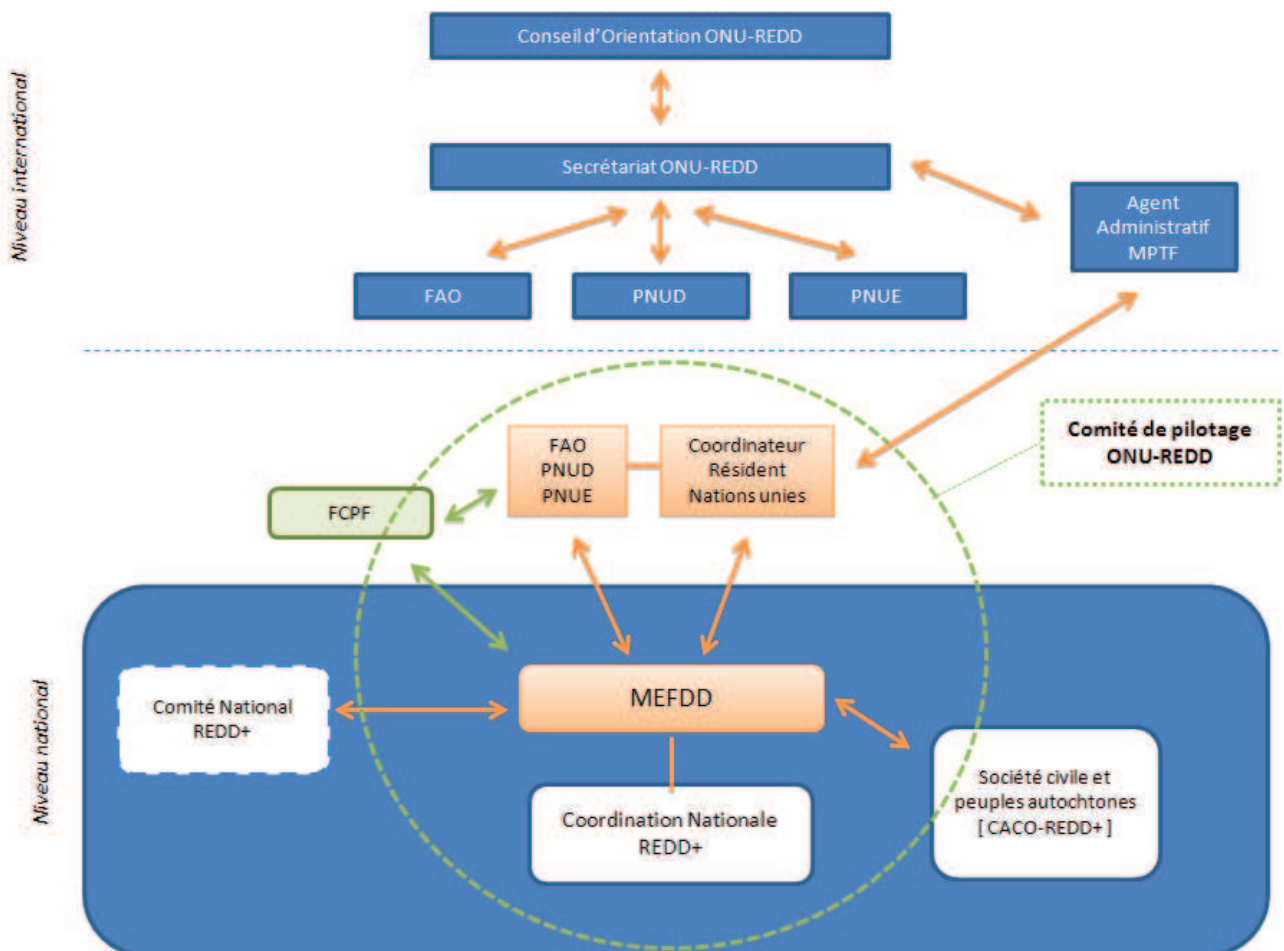 Niveau international
Conseil d'Orientation ONU-REDD
Secrétariat ONU-REDD
Agent
Administratif
MPTF
FAO
PNUD
PNUE
Comité de pilotage
ONU-REDD
FAO
PNUD
PNUE
Coordinateur
Résident
Nations unies
FCPF
Niveau national
MEFDD
Comité National
REDD+
Société civile et
peuples autochtones
[ CACO-REDD+ ]
Coordination Nationale
REDD+